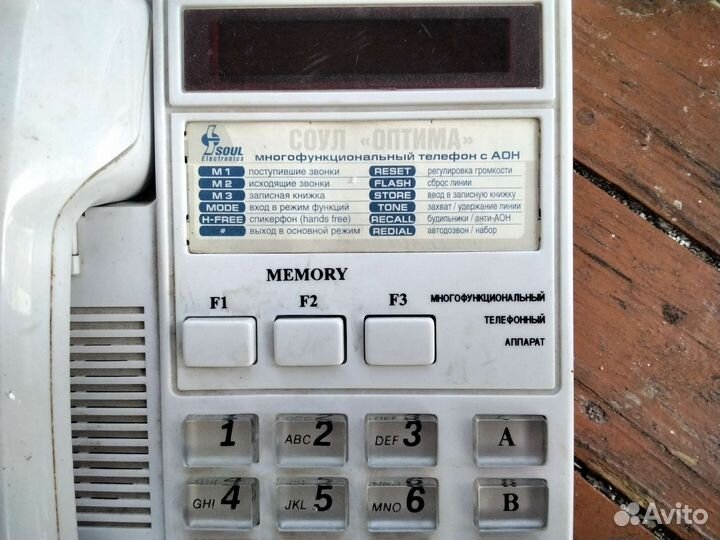 СОУЛ «ОПТИМА»
SOUL
Electronics
многофункциональный телефон с АОН
M 1 поступившие звонки RESET регулировка громкости
M 2 исходящие звонки FLASH сброс линии
M 3 записная книжка STORE ввод в записную книжку
MODE вход в режим функций TONE захват / удержание линии
H-FREE спикерфон (hands free) RECALL будильники / анти-АОН
# выход в основной режим REDIAL автодозвон / набор
MEMORY
F1 F2 F3
МНОГОФУНКЦИОНАЛЬНЫЙ
ТЕЛЕФОННЫЙ
АППАРАТ
1 ABC 2 DEF 3 A
GHI 4 JKL 5 MNO 6 B
Avito